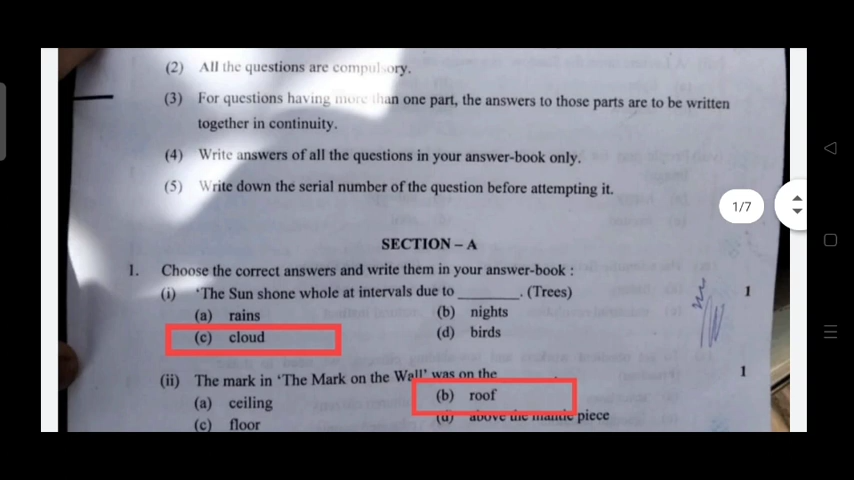 (2) All the questions are compulsory.
(3) For questions having more than one part, the answers to those parts are to be written
together in continuity.
(4) Write answers of all the questions in your answer-book only.
(5) Write down the serial number of the question before attempting it.
1/7
SECTION – A
1. Choose the correct answers and write them in your answer-book :
(i) 'The Sun shone whole at intervals due to ________. (Trees) 1
(a) rains (b) nights
(c) cloud (d) birds
(ii) The mark in 'The Mark on the Wall' was on the 1
(a) ceiling (b) roof
(c) floor (d) above the mantle piece